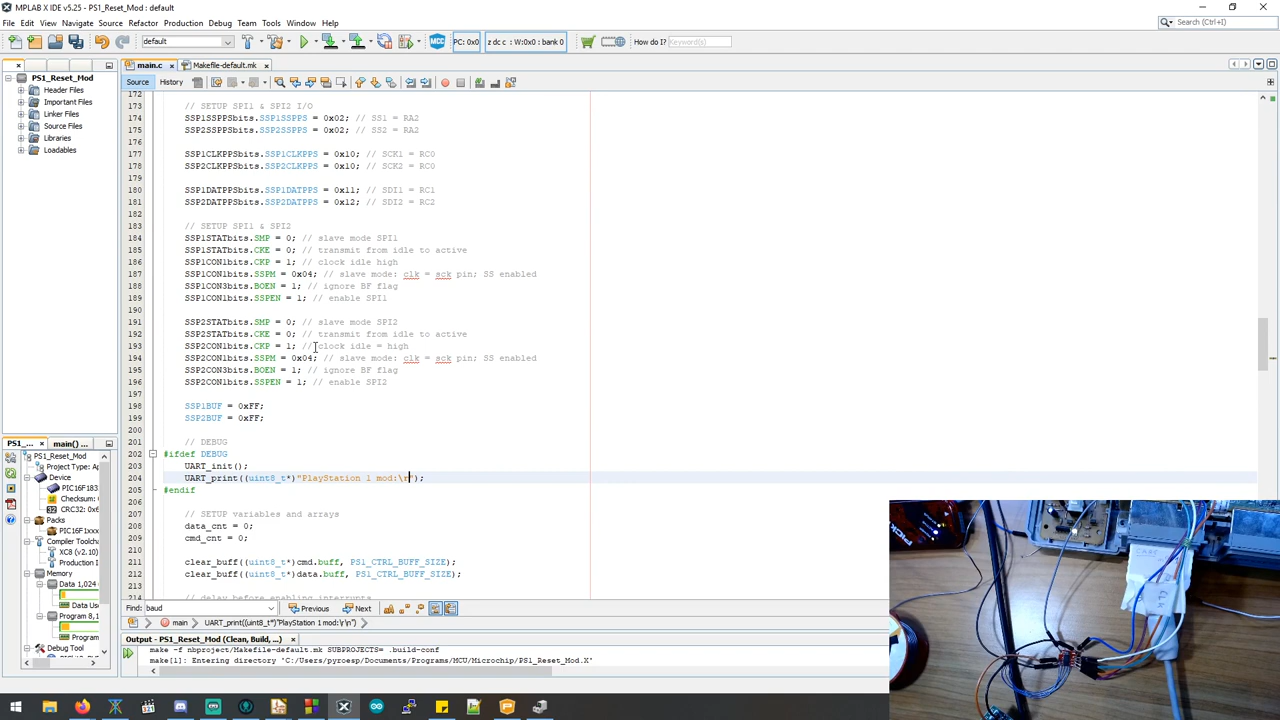 MPLAB X IDE v5.25 - PS1_Reset_Mod : default
File Edit View Navigate Source Refactor Production Debug Team Tools Window Help
Search (Ctrl+I)
default
PC: 0x0
z dc c : W:0x0 : bank 0
How do I?
Keyword(s)
main.c
Makefile-default.mk
Source
History
PS1_Reset_Mod
Header Files
Important Files
Linker Files
Source Files
Libraries
Loadables
172
173 // SETUP SPI1 & SPI2 I/O
174 SSP1SSPPSbits.SSP1SSPPS = 0x02; // SS1 = RA2
175 SSP2SSPPSbits.SSP2SSPPS = 0x02; // SS2 = RA2
176
177 SSP1CLKPPSbits.SSP1CLKPPS = 0x10; // SCK1 = RC0
178 SSP2CLKPPSbits.SSP2CLKPPS = 0x10; // SCK2 = RC0
179
180 SSP1DATPPSbits.SSP1DATPPS = 0x11; // SDI1 = RC1
181 SSP2DATPPSbits.SSP2DATPPS = 0x12; // SDI2 = RC2
182
183 // SETUP SPI1 & SPI2
184 SSP1STATbits.SMP = 0; // slave mode SPI1
185 SSP1STATbits.CKE = 0; // transmit from idle to active
186 SSP1CON1bits.CKP = 1; // clock idle high
187 SSP1CON1bits.SSPM = 0x04; // slave mode: clk = sck pin; SS enabled
188 SSP1CON3bits.BOEN = 1; // ignore BF flag
189 SSP1CON1bits.SSPEN = 1; // enable SPI1
190
191 SSP2STATbits.SMP = 0; // slave mode SPI2
192 SSP2STATbits.CKE = 0; // transmit from idle to active
193 SSP2CON1bits.CKP = 1; // clock idle = high
194 SSP2CON1bits.SSPM = 0x04; // slave mode: clk = sck pin; SS enabled
195 SSP2CON3bits.BOEN = 1; // ignore BF flag
196 SSP2CON1bits.SSPEN = 1; // enable SPI2
197
198 SSP1BUF = 0xFF;
199 SSP2BUF = 0xFF;
200
201 // DEBUG
202 #ifdef DEBUG
203 UART_init();
204 UART_print((uint8_t*)"PlayStation 1 mod:\r");
205 #endif
206
207 // SETUP variables and arrays
208 data_cnt = 0;
209 cmd_cnt = 0;
210
211 clear_buff((uint8_t*)cmd.buff, PS1_CTRL_BUFF_SIZE);
212 clear_buff((uint8_t*)data.buff, PS1_CTRL_BUFF_SIZE);
213
214 // delay before enabling interrupts
PS1_...
main()
PS1_Reset_Mod
Project Type: Ap
Device
PIC16F183
Checksum:
CRC32: 0x6
Packs
PIC16F1xxx
Compiler Toolcha
XC8 (v2.10)
Production I
Memory
Data 1,024
Data Us
Program 8,1
Program
Debug Tool
Find: baud
Previous
Next
main
UART_print((uint8_t*)"PlayStation 1 mod:\r\n")
Output - PS1_Reset_Mod (Clean, Build, ...)
make -f nbproject/Makefile-default.mk SUBPROJECTS= .build-conf
make[1]: Entering directory 'C:/Users/pyroesp/Documents/Programs/MCU/Microchip/PS1_Reset_Mod.X'